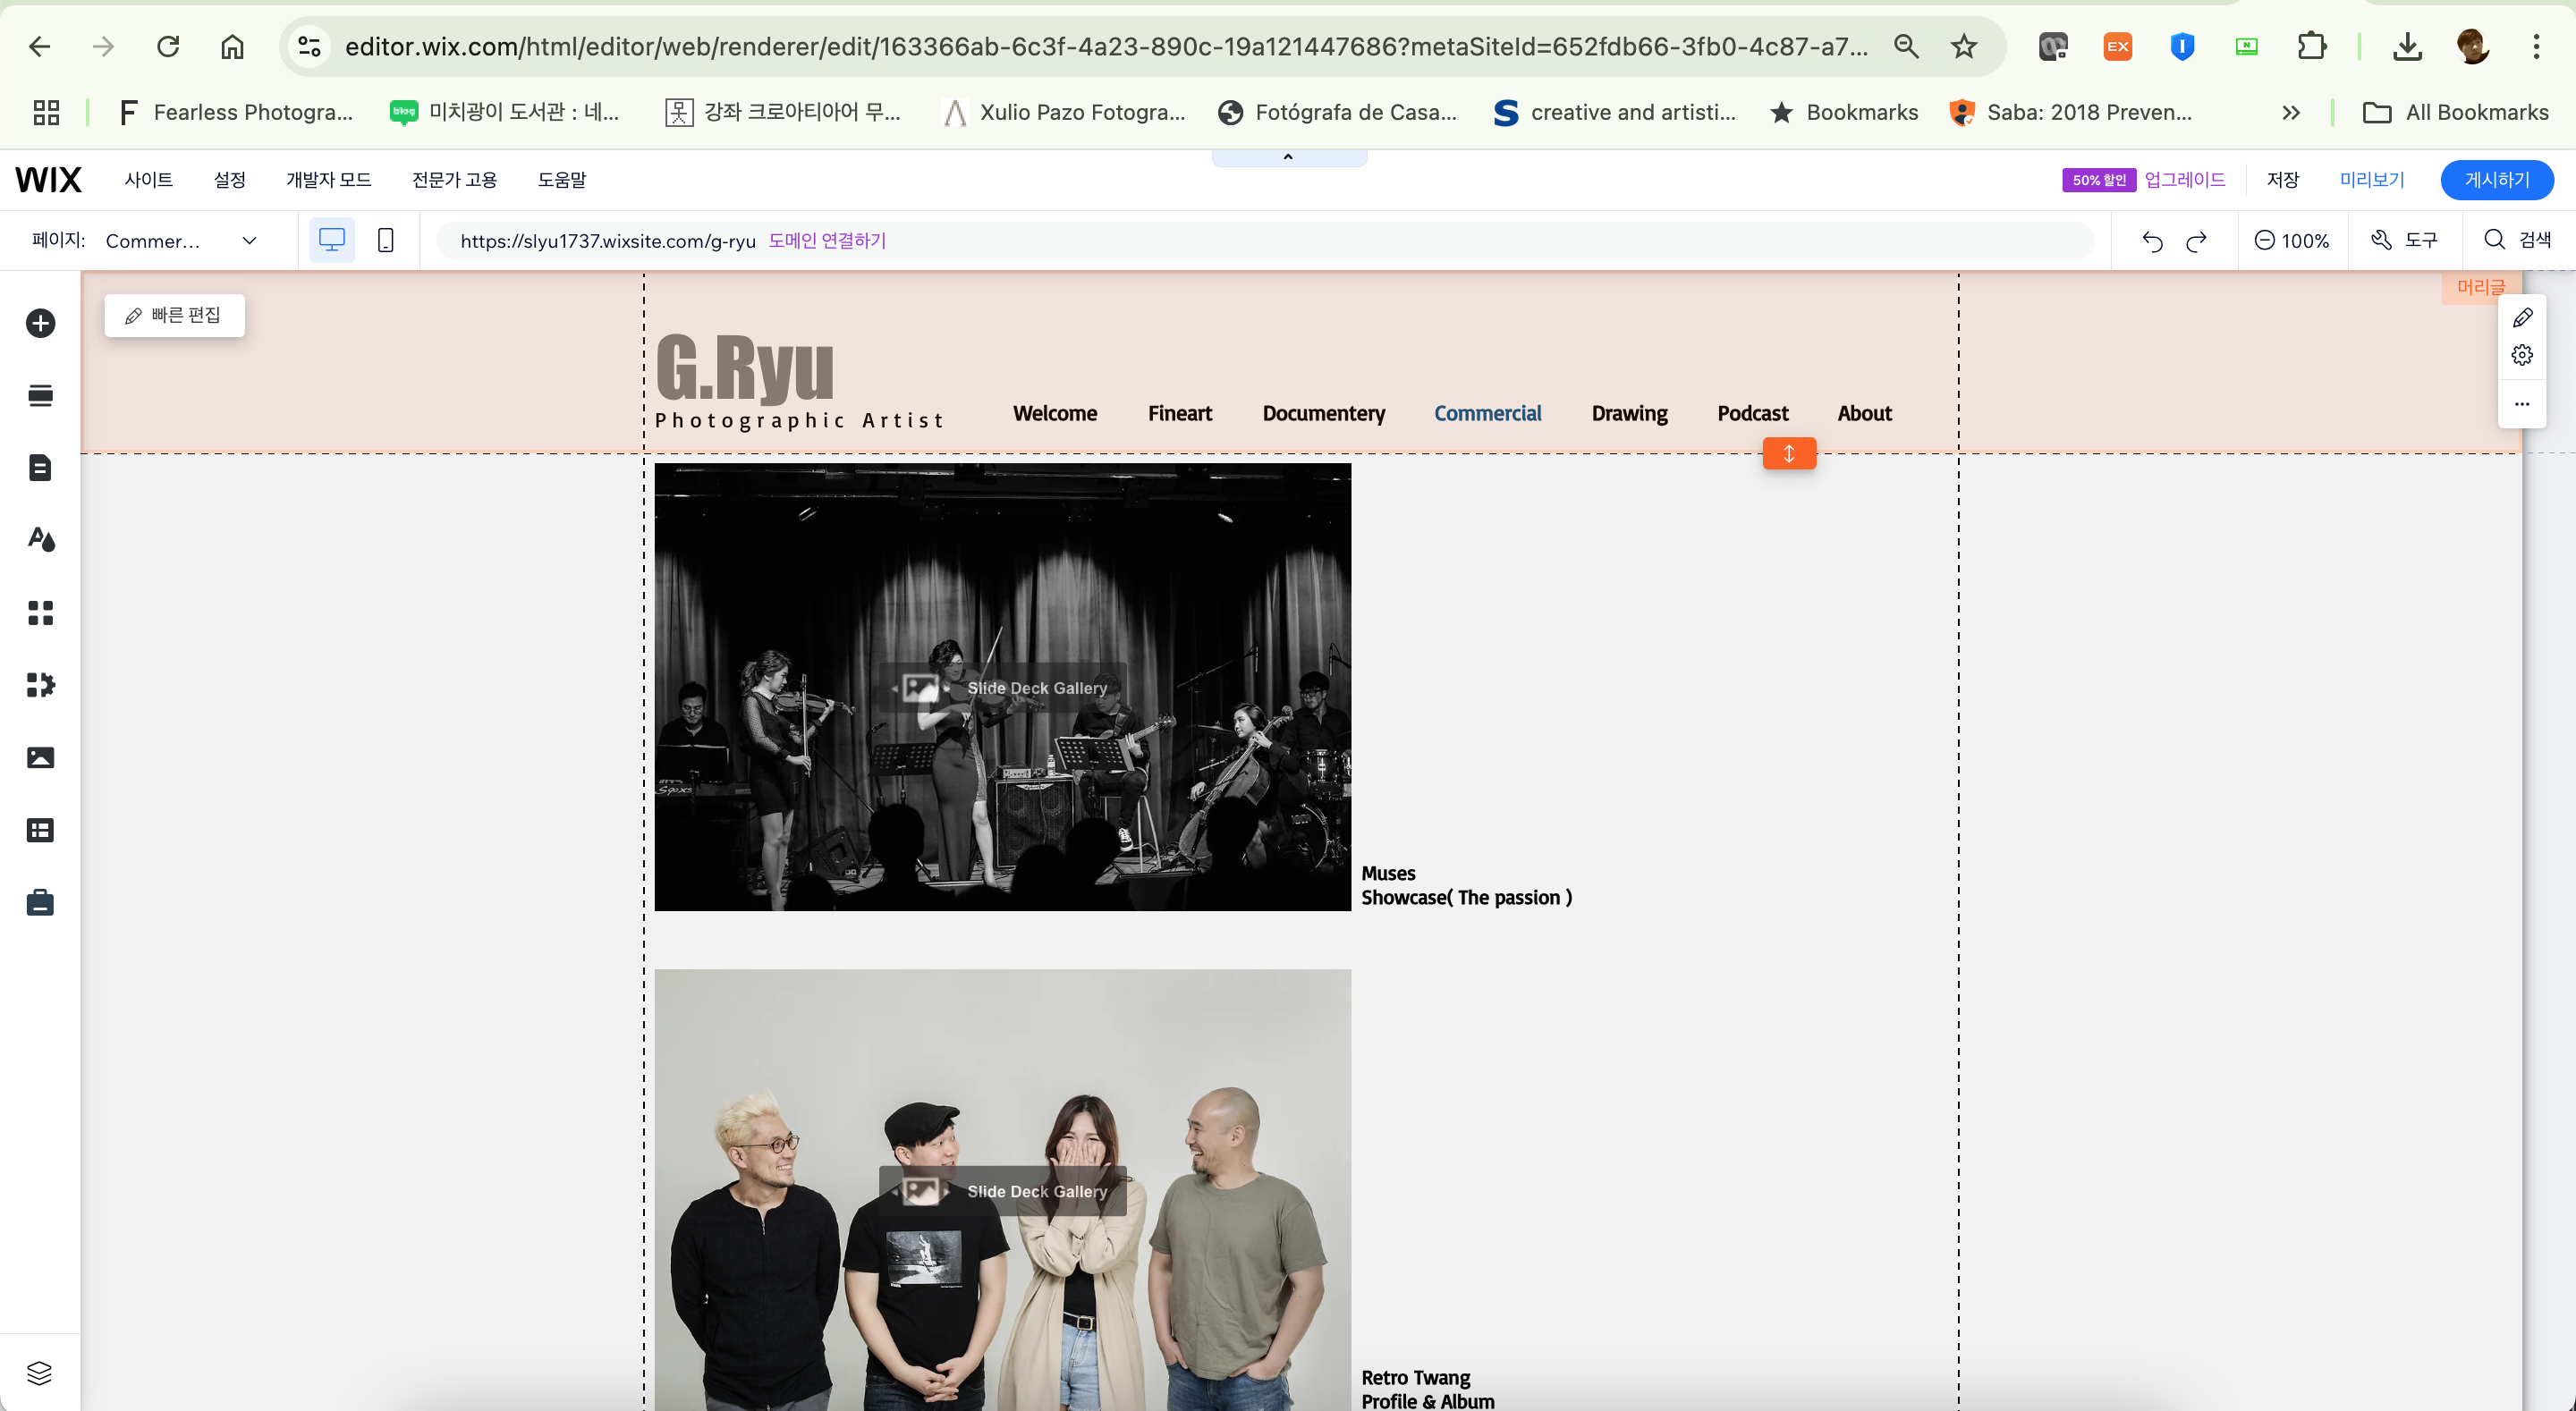 editor.wix.com/html/editor/web/renderer/edit/163366ab-6c3f-4a23-890c-19a121447686?metaSiteId=652fdb66-3fb0-4c87-a7...
EX
Fearless Photogra...
blog
미치광이 도서관 : 네...
강좌 크로아티아어 무...
Xulio Pazo Fotogra...
Fotógrafa de Casa...
creative and artisti...
Bookmarks
Saba: 2018 Preven...
All Bookmarks
WIX
사이트
설정
개발자 모드
전문가 고용
도움말
50% 할인
업그레이드
저장
미리보기
게시하기
페이지:
Commer...
https://slyu1737.wixsite.com/g-ryu
도메인 연결하기
100%
도구
검색
빠른 편집
머리글
G.Ryu
Photographic Artist
Welcome
Fineart
Documentery
Commercial
Drawing
Podcast
About
Slide Deck Gallery
Muses
Showcase( The passion )
Slide Deck Gallery
Retro Twang
Profile & Album